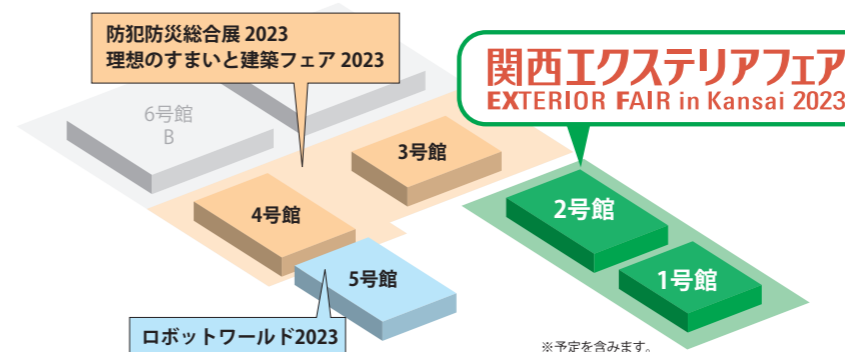 防犯防災総合展 2023
理想のすまいと建築フェア 2023
関西エクステリアフェア
EXTERIOR FAIR in Kansai 2023
6号館
B
3号館
4号館
2号館
5号館
1号館
ロボットワールド2023
※予定を含みます。